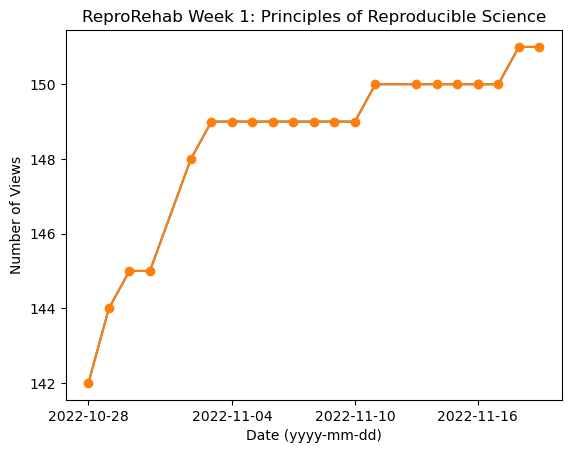 ReproRehab Week 1: Principles of Reproducible Science
150
148
146
144
142
Number of Views
2022-10-28 2022-11-04 2022-11-10 2022-11-16
Date (yyyy-mm-dd)